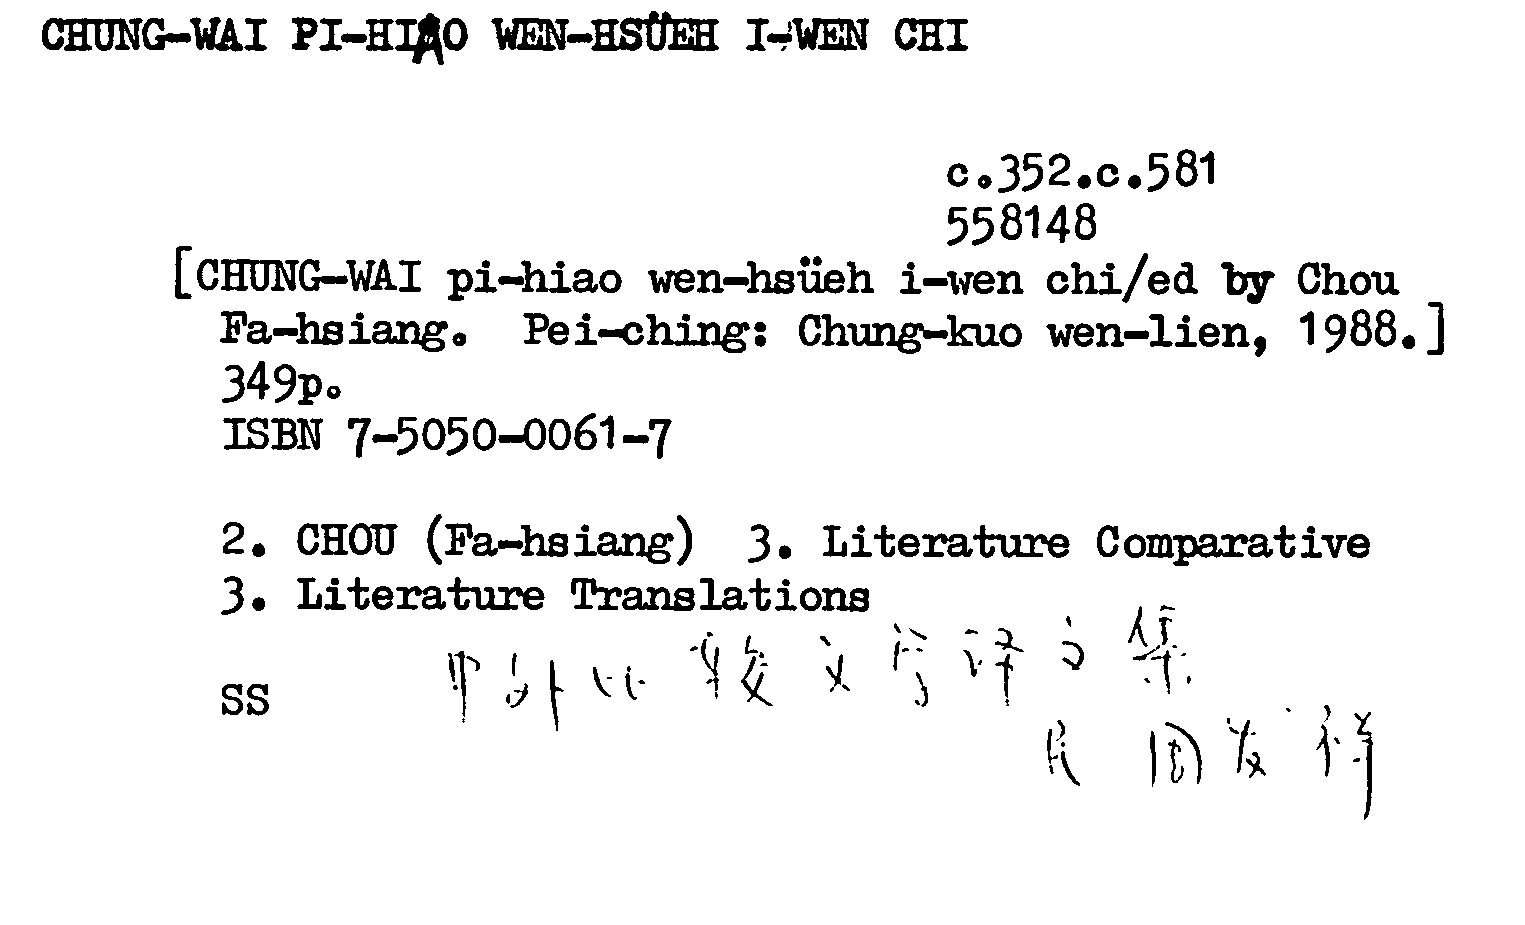 CHUNG-WAI PI-HIAO WEN-HSÜEH I-WEN CHI
c.352.c.581
558148
[CHUNG-WAI pi-hiao wen-hsüeh i-wen chi/ed by Chou
Fa-hsiang. Pei-ching: Chung-kuo wen-lien, 1988.]
349p.
ISBN 7-5050-0061-7
2. CHOU (Fa-hsiang) 3. Literature Comparative
3. Literature Translations
中外比较文学译文集
SS
周发祥